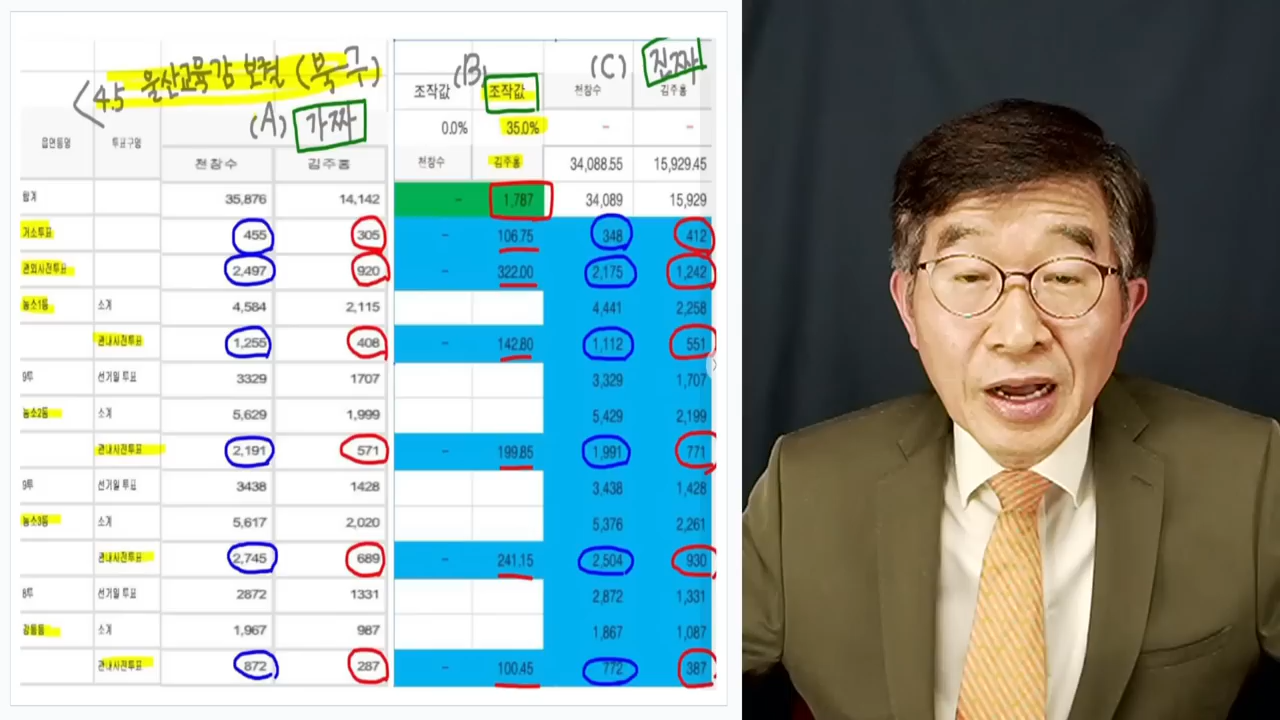 <4.5 울산교육감 보궐 (북구)
(A) 가짜
(B)
(C) 진짜
조작값 조작값 천창수 김주홍
0.0% 35.0% - -
읍면동명 투표구명 천창수 김주홍 천창수 김주홍 34,088.55 15,929.45
합계 35,876 14,142 - 1,787 34,089 15,929
거소투표 455 305 - 106.75 348 412
관외사전투표 2,497 920 - 322.00 2,175 1,242
농소1동 소계 4,584 2,115 4,441 2,258
관내사전투표 1,255 408 - 142.80 1,112 551
9투 선거일 투표 3329 1707 3,329 1,707
농소2동 소계 5,629 1,999 5,429 2,199
관내사전투표 2,191 571 - 199.85 1,991 771
9투 선거일 투표 3438 1428 3,438 1,428
농소3동 소계 5,617 2,020 5,376 2,261
관내사전투표 2,745 689 - 241.15 2,504 930
8투 선거일 투표 2872 1331 2,872 1,331
강동동 소계 1,967 987 1,867 1,087
관내사전투표 872 287 - 100.45 772 387